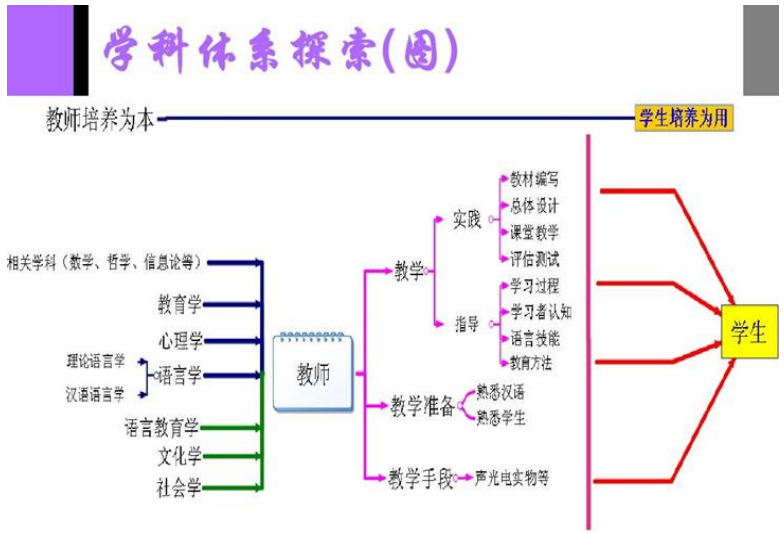 学科体系探索(图)
教师培养为本
学生培养为用
相关学科（数学、哲学、信息论等）
教育学
心理学
理论语言学
汉语语言学
语言学
语言教育学
文化学
社会学
教师
教学
实践
教材编写
总体设计
课堂教学
评估测试
指导
学习过程
学习者认知
语言技能
教育方法
教学准备
熟悉汉语
熟悉学生
教学手段
声光电实物等
学生